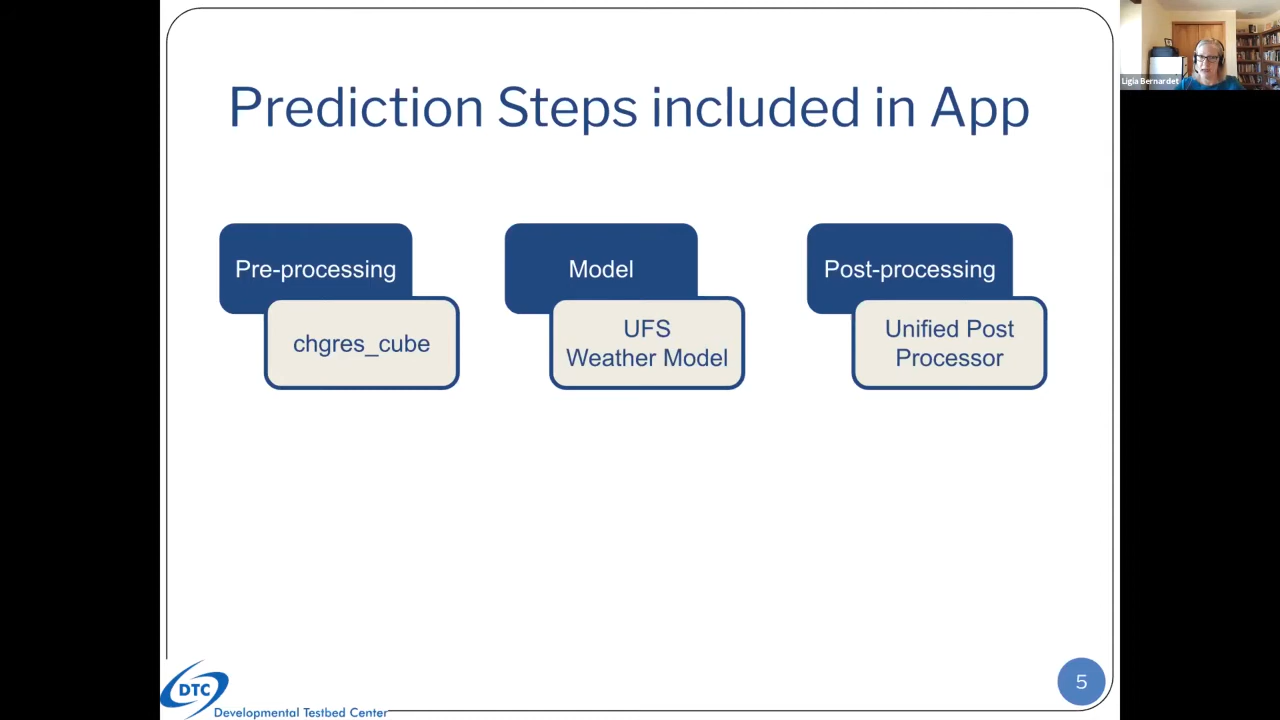 Prediction Steps included in App
Ligia Bernardet
Pre-processing
chgres_cube
Model
UFS
Weather Model
Post-processing
Unified Post
Processor
DTC
Developmental Testbed Center
5